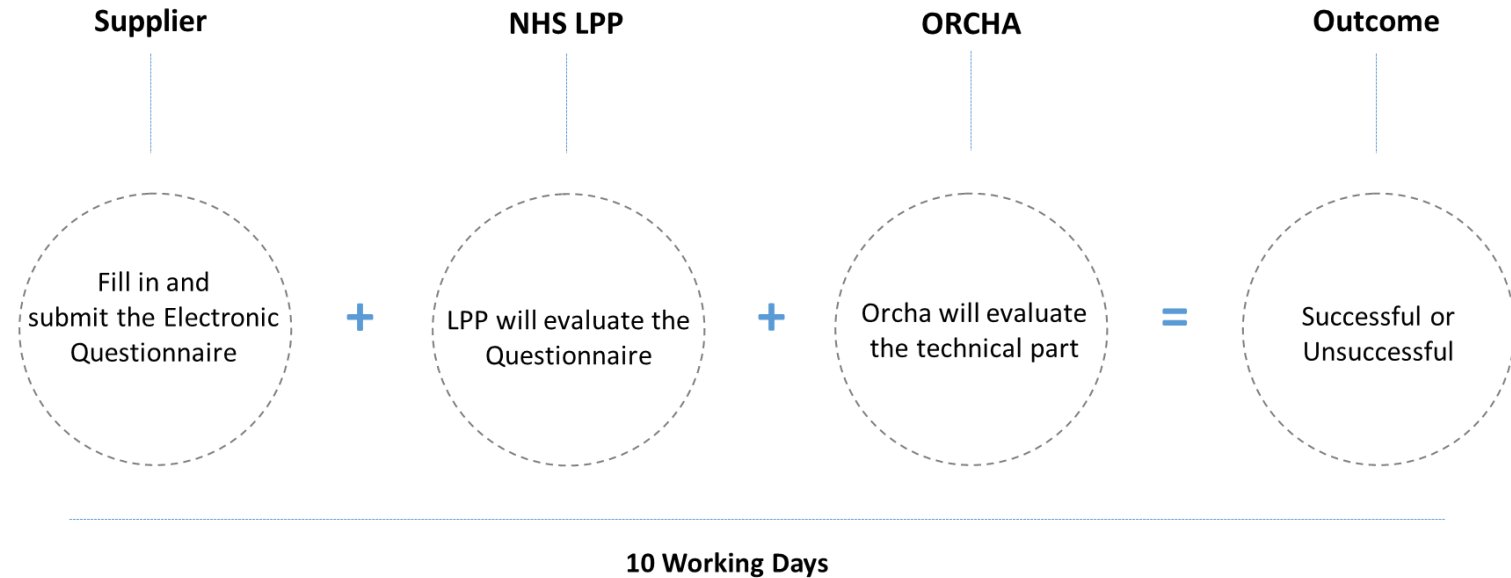 Supplier
NHS LPP
ORCHA
Outcome
Fill in and
submit the Electronic
Questionnaire
+
LPP will evaluate the
Questionnaire
+
Orcha will evaluate
the technical part
=
Successful or
Unsuccessful
10 Working Days